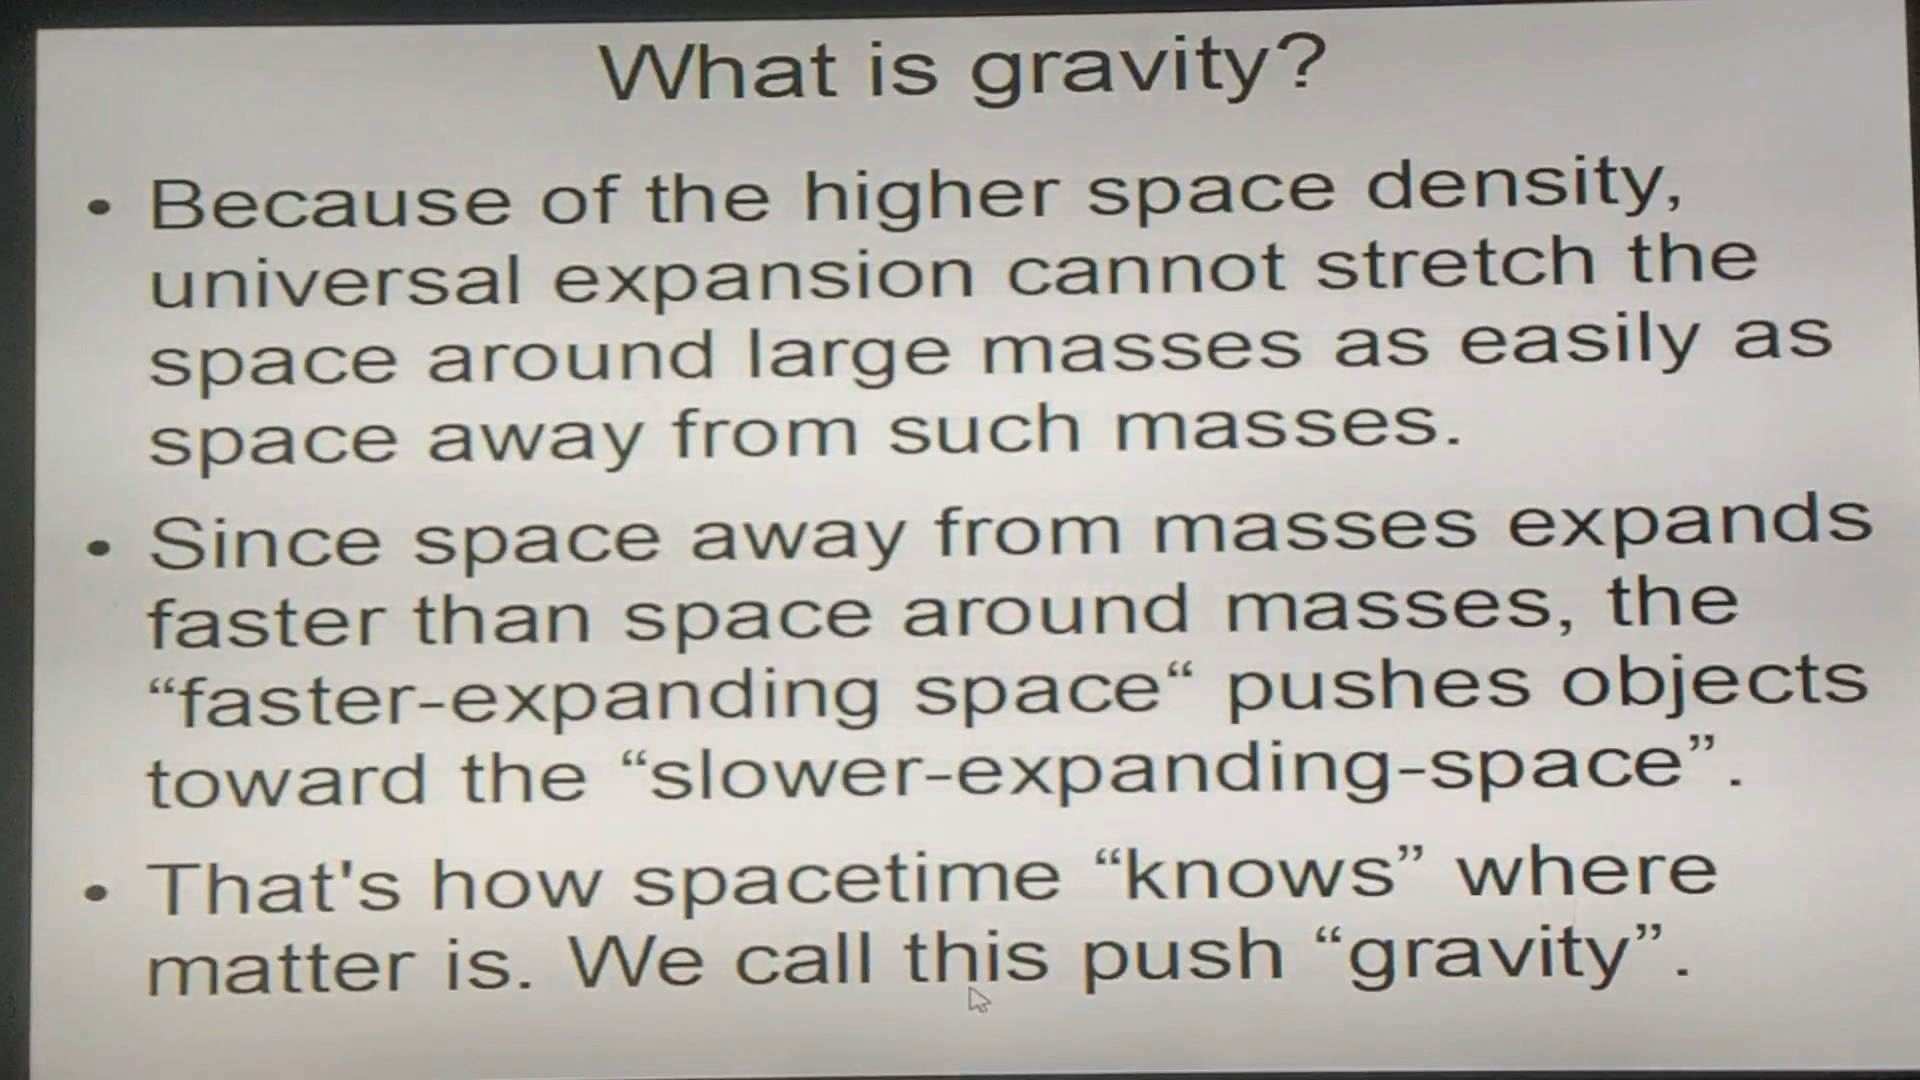 What is gravity?
• Because of the higher space density,
universal expansion cannot stretch the
space around large masses as easily as
space away from such masses.
• Since space away from masses expands
faster than space around masses, the
“faster-expanding space“ pushes objects
toward the “slower-expanding-space”.
• That's how spacetime “knows” where
matter is. We call this push “gravity”.